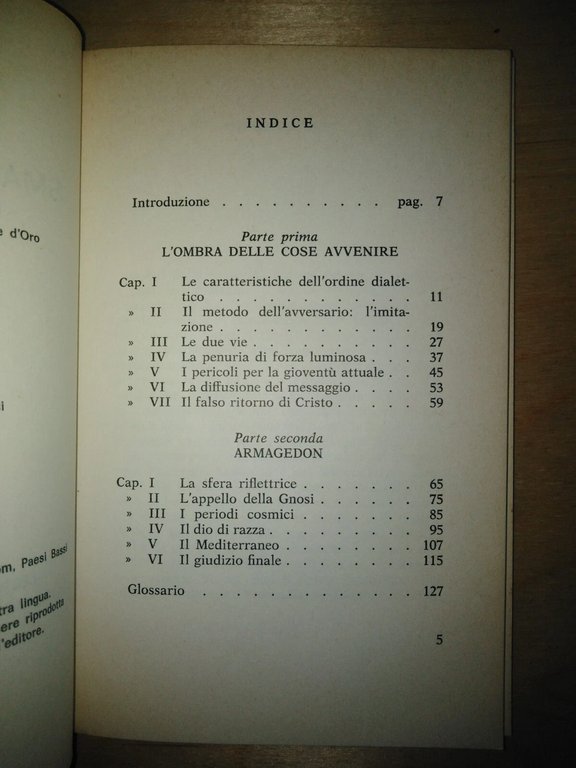 e d'Oro
om, Paesi Bassi
tra lingua.
ere riprodotta
l'editore.
INDICE
Introduzione . . . . . . . . . . pag. 7
Parte prima
L'OMBRA DELLE COSE AVVENIRE
Cap. I Le caratteristiche dell'ordine dialet-
tico . . . . . . . . . . . . 11
» II Il metodo dell'avversario: l'imita-
zione . . . . . . . . . . . 19
» III Le due vie . . . . . . . . . 27
» IV La penuria di forza luminosa . . . 37
» V I pericoli per la gioventù attuale . . 45
» VI La diffusione del messaggio . . . . 53
» VII Il falso ritorno di Cristo . . . . . 59
Parte seconda
ARMAGEDON
Cap. I La sfera riflettrice . . . . . . . 65
» II L'appello della Gnosi . . . . . . 75
» III I periodi cosmici . . . . . . . 85
» IV Il dio di razza . . . . . . . . 95
» V Il Mediterraneo . . . . . . . . 107
» VI Il giudizio finale . . . . . . . . 115
Glossario . . . . . . . . . . . . 127
5